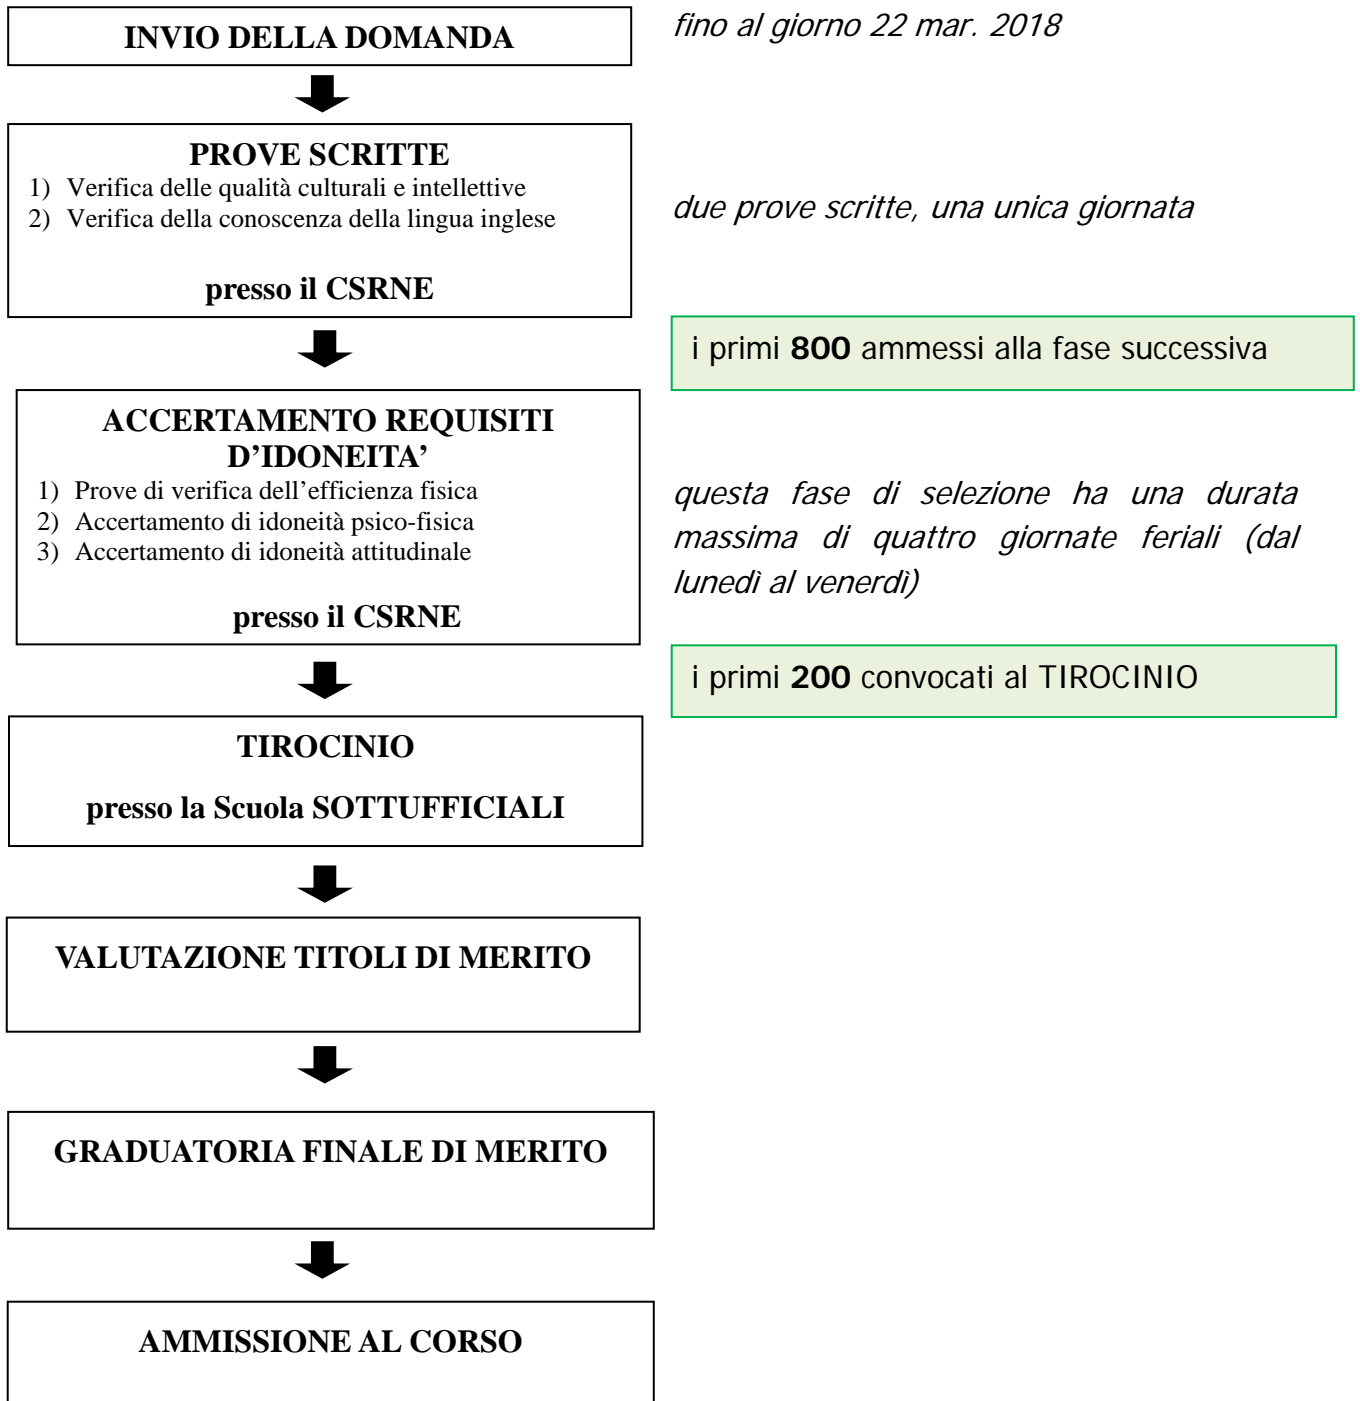 INVIO DELLA DOMANDA
fino al giorno 22 mar. 2018
PROVE SCRITTE
1) Verifica delle qualità culturali e intellettive
2) Verifica della conoscenza della lingua inglese
presso il CSRNE
due prove scritte, una unica giornata
i primi 800 ammessi alla fase successiva
ACCERTAMENTO REQUISITI
D’IDONEITA’
1) Prove di verifica dell’efficienza fisica
2) Accertamento di idoneità psico-fisica
3) Accertamento di idoneità attitudinale
presso il CSRNE
questa fase di selezione ha una durata
massima di quattro giornate feriali (dal
lunedì al venerdì)
i primi 200 convocati al TIROCINIO
TIROCINIO
presso la Scuola SOTTUFFICIALI
VALUTAZIONE TITOLI DI MERITO
GRADUATORIA FINALE DI MERITO
AMMISSIONE AL CORSO